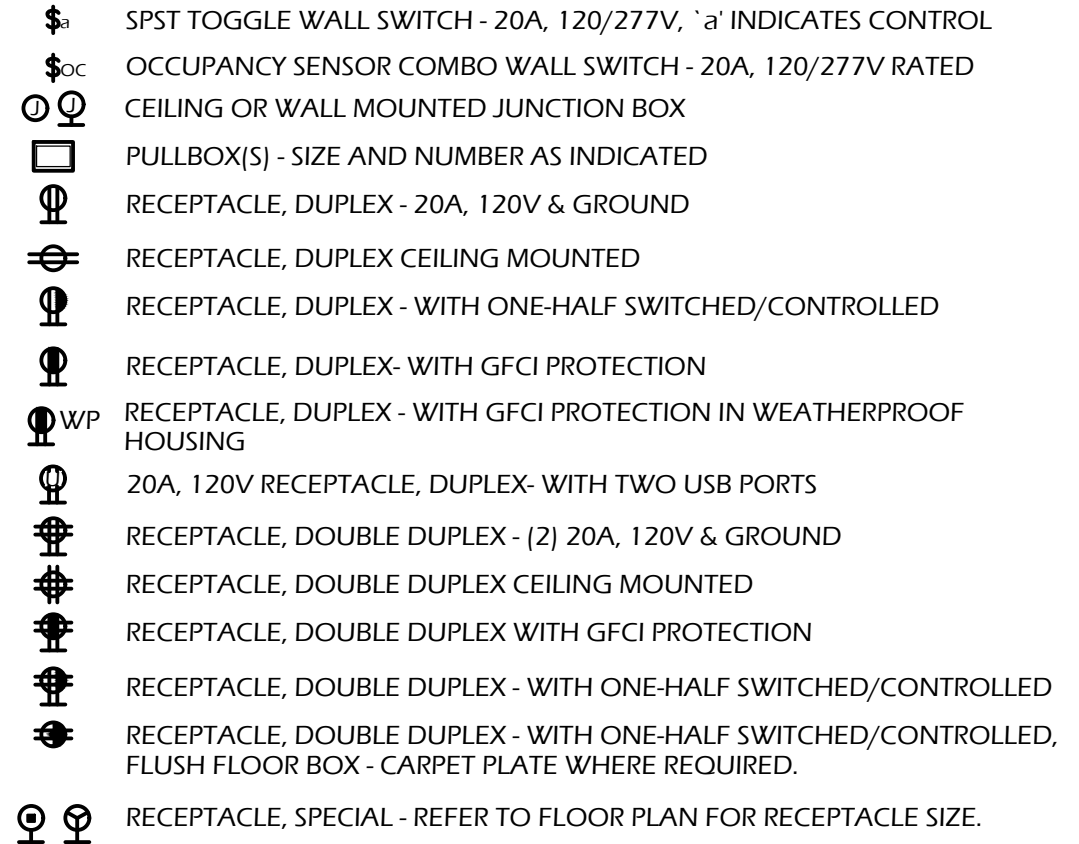 $a SPST TOGGLE WALL SWITCH - 20A, 120/277V, `a' INDICATES CONTROL
$OC OCCUPANCY SENSOR COMBO WALL SWITCH - 20A, 120/277V RATED
J J CEILING OR WALL MOUNTED JUNCTION BOX
PULLBOX(S) - SIZE AND NUMBER AS INDICATED
RECEPTACLE, DUPLEX - 20A, 120V & GROUND
RECEPTACLE, DUPLEX CEILING MOUNTED
RECEPTACLE, DUPLEX - WITH ONE-HALF SWITCHED/CONTROLLED
RECEPTACLE, DUPLEX- WITH GFCI PROTECTION
WP RECEPTACLE, DUPLEX - WITH GFCI PROTECTION IN WEATHERPROOF
HOUSING
U 20A, 120V RECEPTACLE, DUPLEX- WITH TWO USB PORTS
RECEPTACLE, DOUBLE DUPLEX - (2) 20A, 120V & GROUND
RECEPTACLE, DOUBLE DUPLEX CEILING MOUNTED
RECEPTACLE, DOUBLE DUPLEX WITH GFCI PROTECTION
RECEPTACLE, DOUBLE DUPLEX - WITH ONE-HALF SWITCHED/CONTROLLED
RECEPTACLE, DOUBLE DUPLEX - WITH ONE-HALF SWITCHED/CONTROLLED,
FLUSH FLOOR BOX - CARPET PLATE WHERE REQUIRED.
RECEPTACLE, SPECIAL - REFER TO FLOOR PLAN FOR RECEPTACLE SIZE.